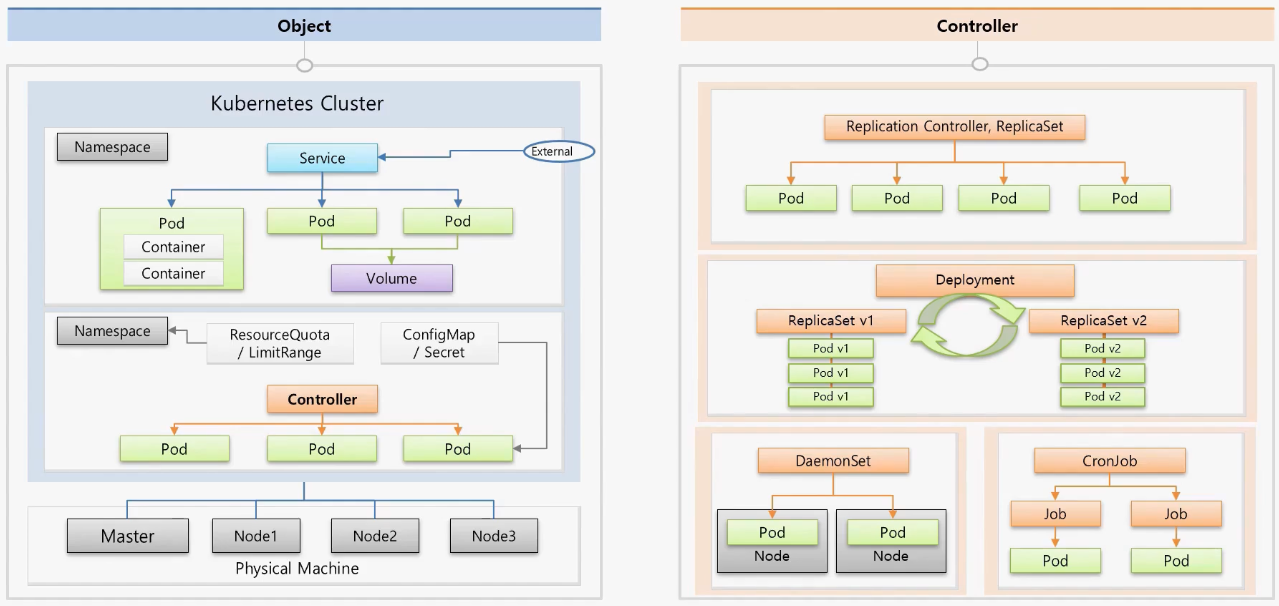 Object
Kubernetes Cluster
Namespace
Service
External
Pod
Container
Container
Pod
Pod
Volume
Namespace
ResourceQuota
/ LimitRange
ConfigMap
/ Secret
Controller
Pod
Pod
Pod
Master
Node1
Node2
Node3
Physical Machine
Controller
Replication Controller, ReplicaSet
Pod
Pod
Pod
Pod
Deployment
ReplicaSet v1
Pod v1
Pod v1
Pod v1
ReplicaSet v2
Pod v2
Pod v2
Pod v2
DaemonSet
Pod
Node
Pod
Node
CronJob
Job
Job
Pod
Pod